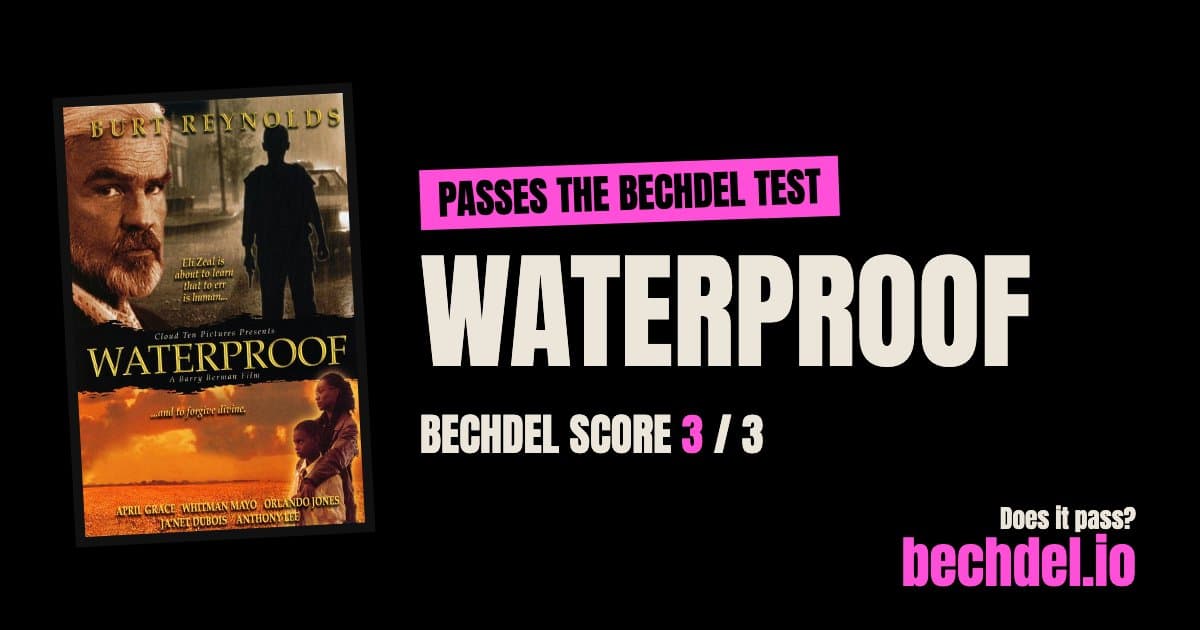 BURT REYNOLDS
Eli Zeal is
about to learn
that to err
is human...
Cloud Ten Pictures Presents
WATERPROOF
A Barry Berman Film
...and to forgive divine.
APRIL GRACE WHITMAN MAYO ORLANDO JONES
JA'NET DUBOIS ANTHONY LEE
PASSES THE BECHDEL TEST
WATERPROOF
BECHDEL SCORE 3 / 3
Does it pass?
bechdel.io